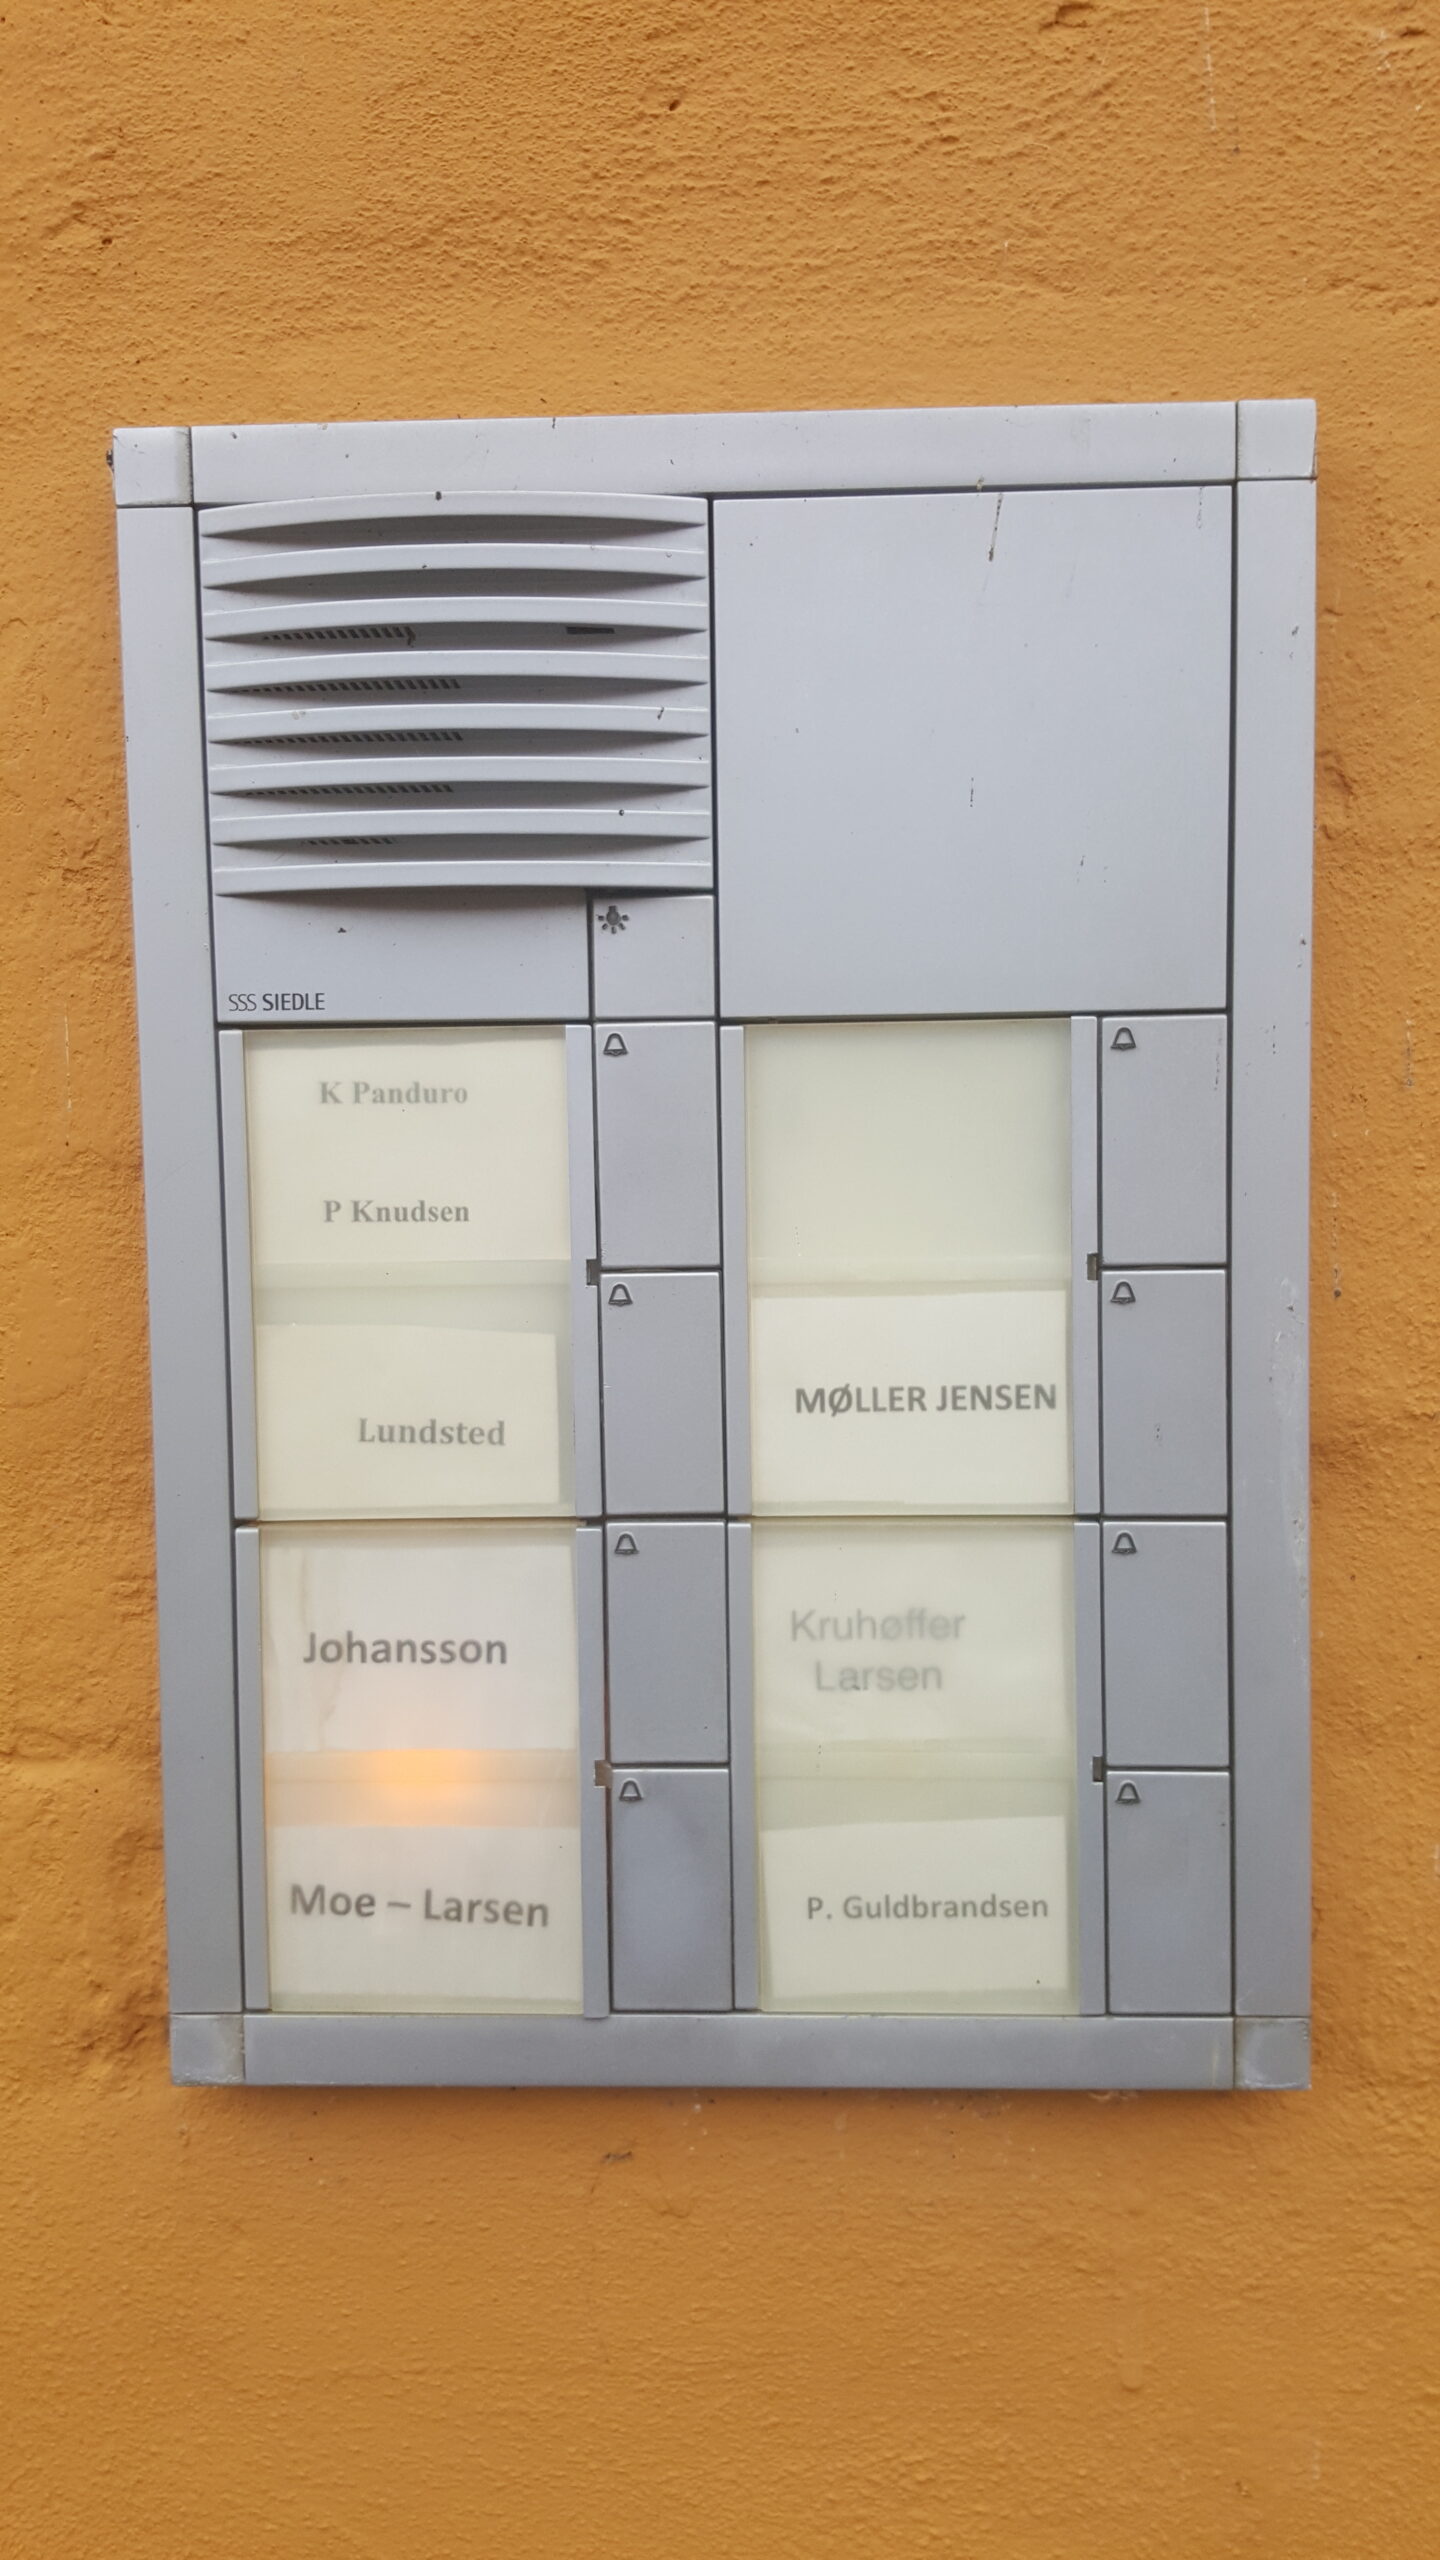 SSS SIEDLE
K Panduro
P Knudsen
Lundsted
MØLLER JENSEN
Johansson
Kruhøffer
Larsen
Moe – Larsen
P. Guldbrandsen